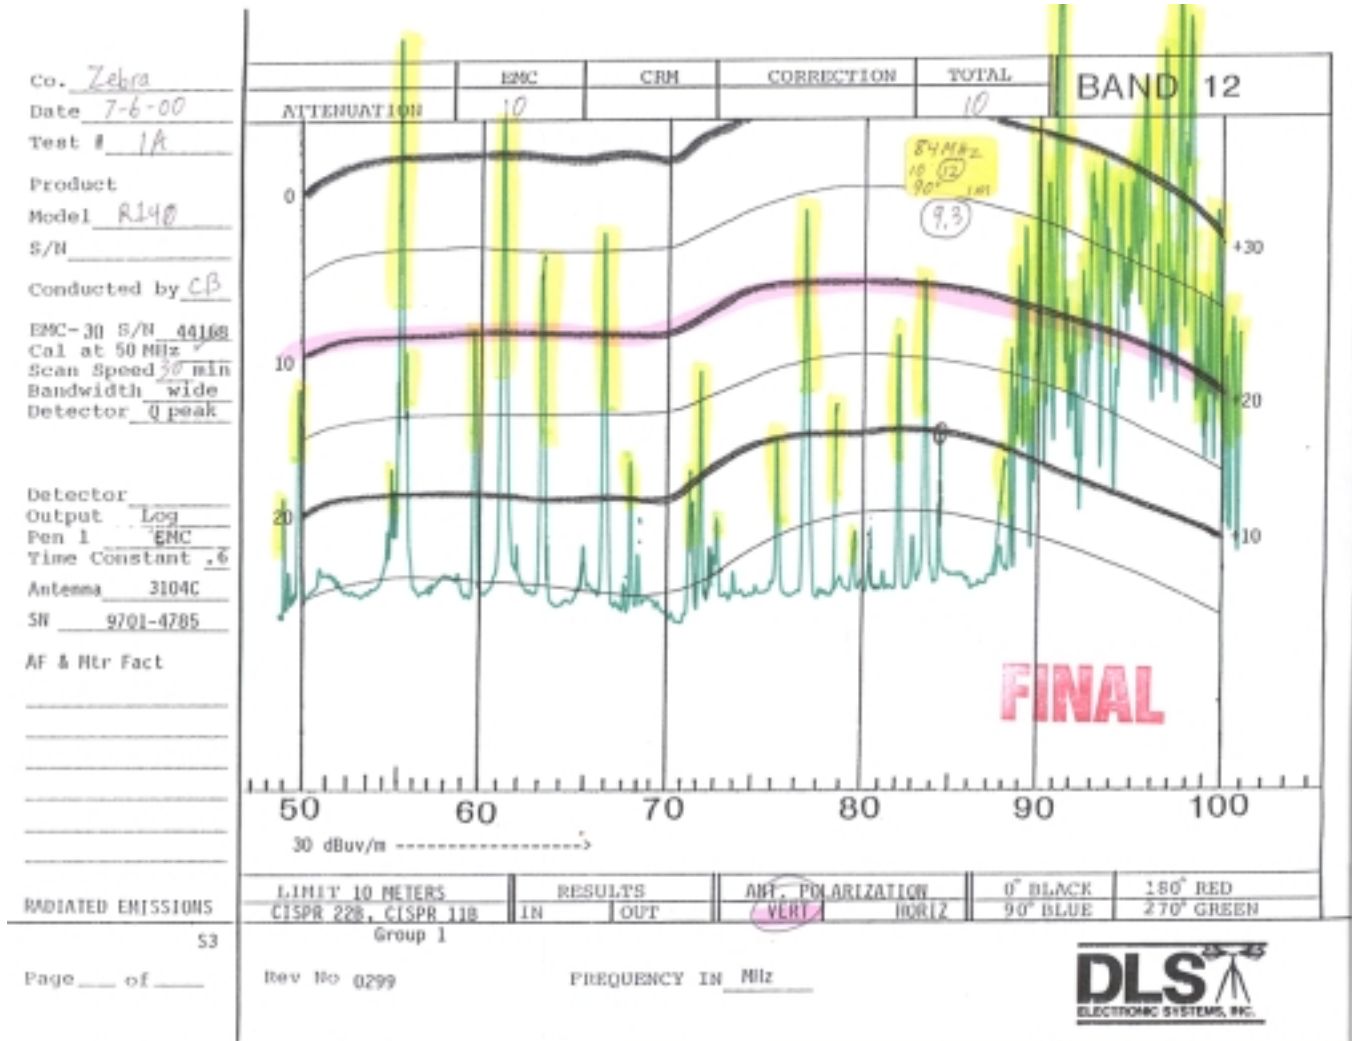 Co. Zebra
Date 7-6-00
Test # 1A
Product
Model R140
S/N
Conducted by CB
EMC-30 S/N 44168
Cal at 50 MHz ✓
Scan Speed 30 min
Bandwidth wide
Detector Q peak
Detector
Output Log
Pen 1 EMC
Time Constant .6
Antenna 3104C
SN 9701-4785
AF & Mtr Fact
RADIATED EMISSIONS
S3
Page of
EMC CRM CORRECTION TOTAL
ATTENUATION 10 10
BAND 12
84 MHz
10 12
90° 1m
9.3
0
10
20
+30
+20
+10
FINAL
50 60 70 80 90 100
30 dBuv/m ------------------>
LIMIT 10 METERS
CISPR 22B, CISPR 11B
Group 1
RESULTS
IN OUT
ANT. POLARIZATION
VERT HORIZ
0° BLACK 180° RED
90° BLUE 270° GREEN
Rev No 0299
FREQUENCY IN MHz
DLS
ELECTRONIC SYSTEMS, INC.